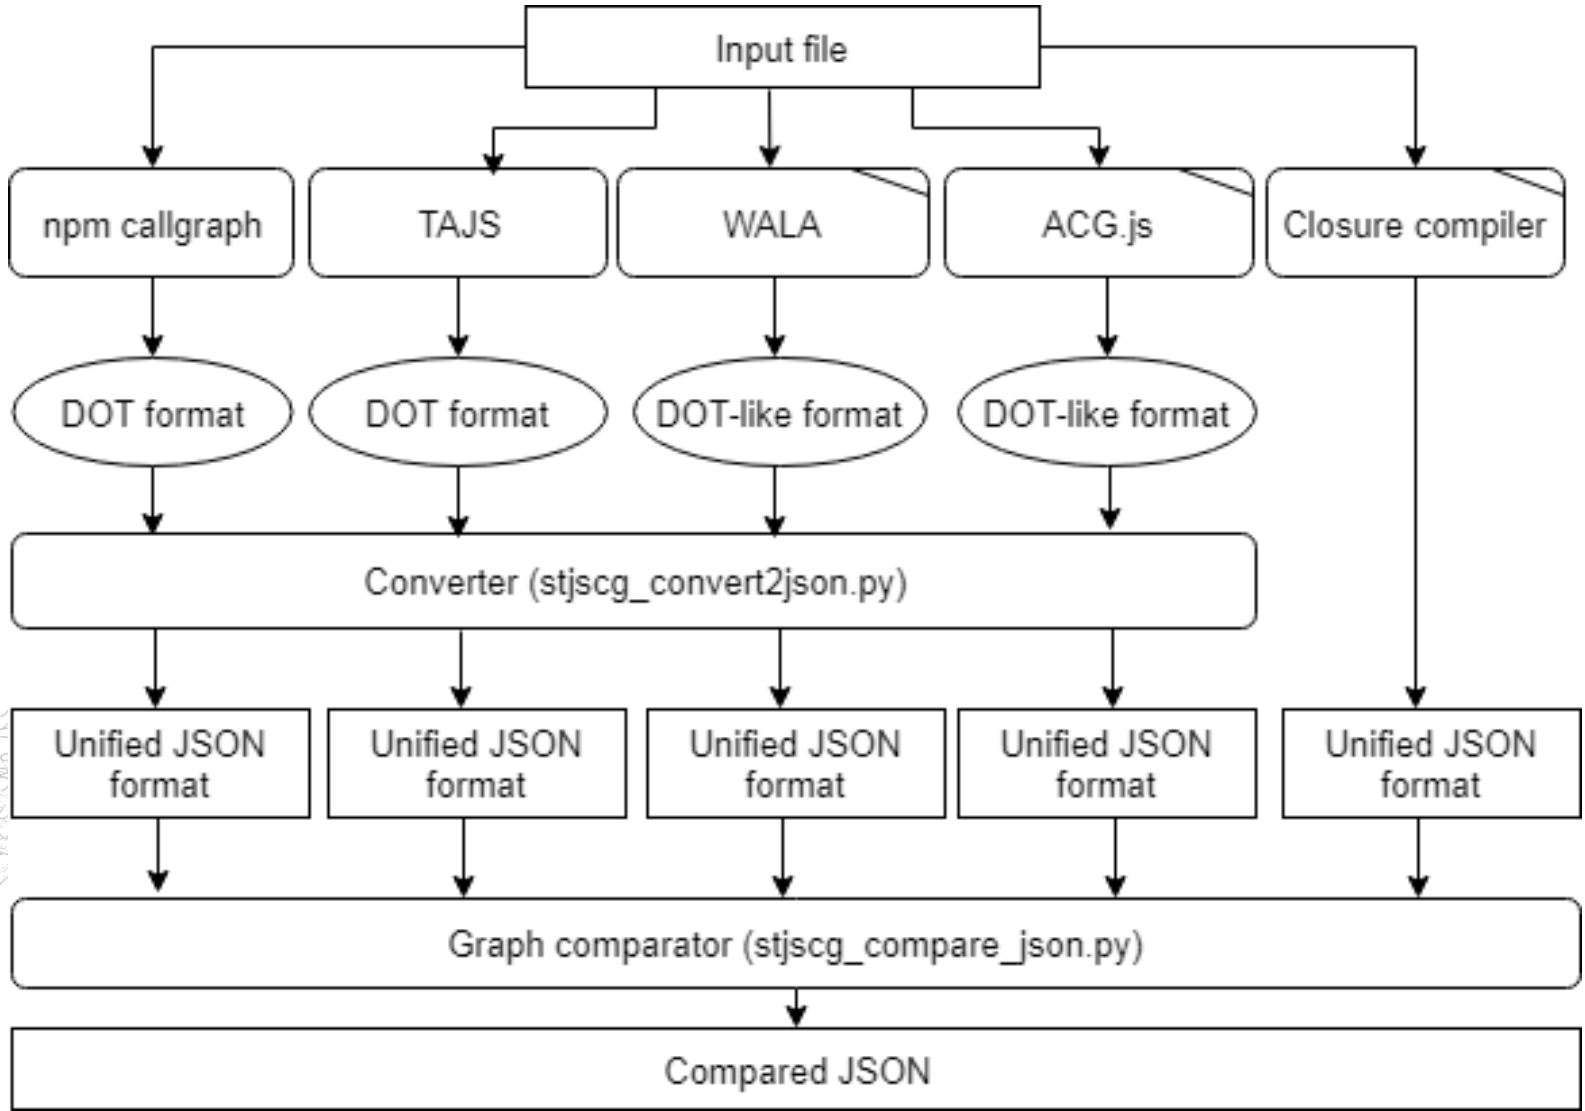 Input file
npm callgraph
TAJS
WALA
ACG.js
Closure compiler
DOT format
DOT format
DOT-like format
DOT-like format
Converter (stjscg_convert2json.py)
Unified JSON
format
Unified JSON
format
Unified JSON
format
Unified JSON
format
Unified JSON
format
Graph comparator (stjscg_compare_json.py)
Compared JSON